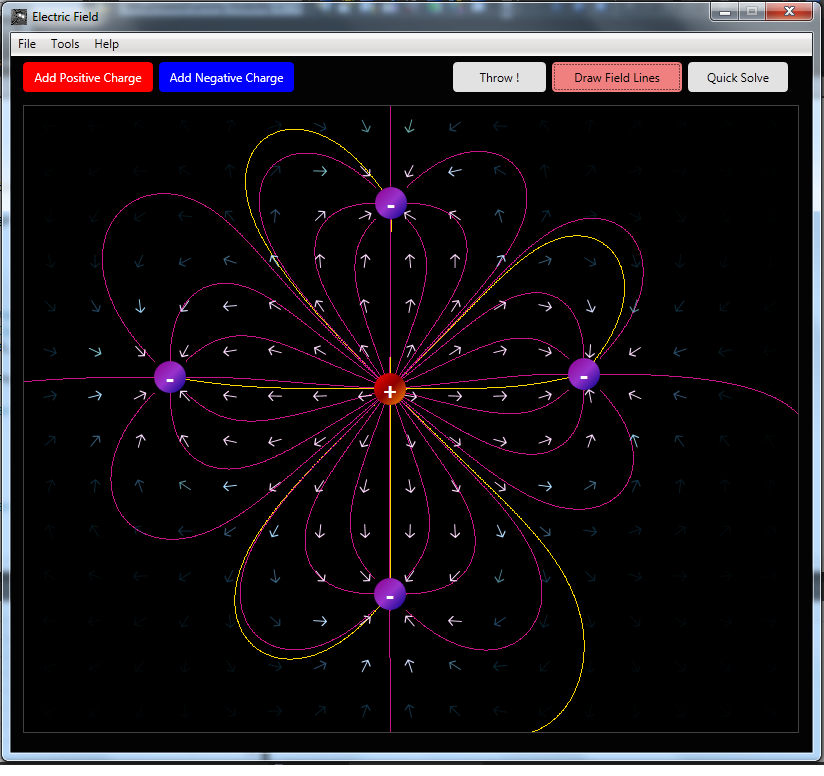 Electric Field
File Tools Help
Add Positive Charge Add Negative Charge Throw ! Draw Field Lines Quick Solve
-
- + -
-